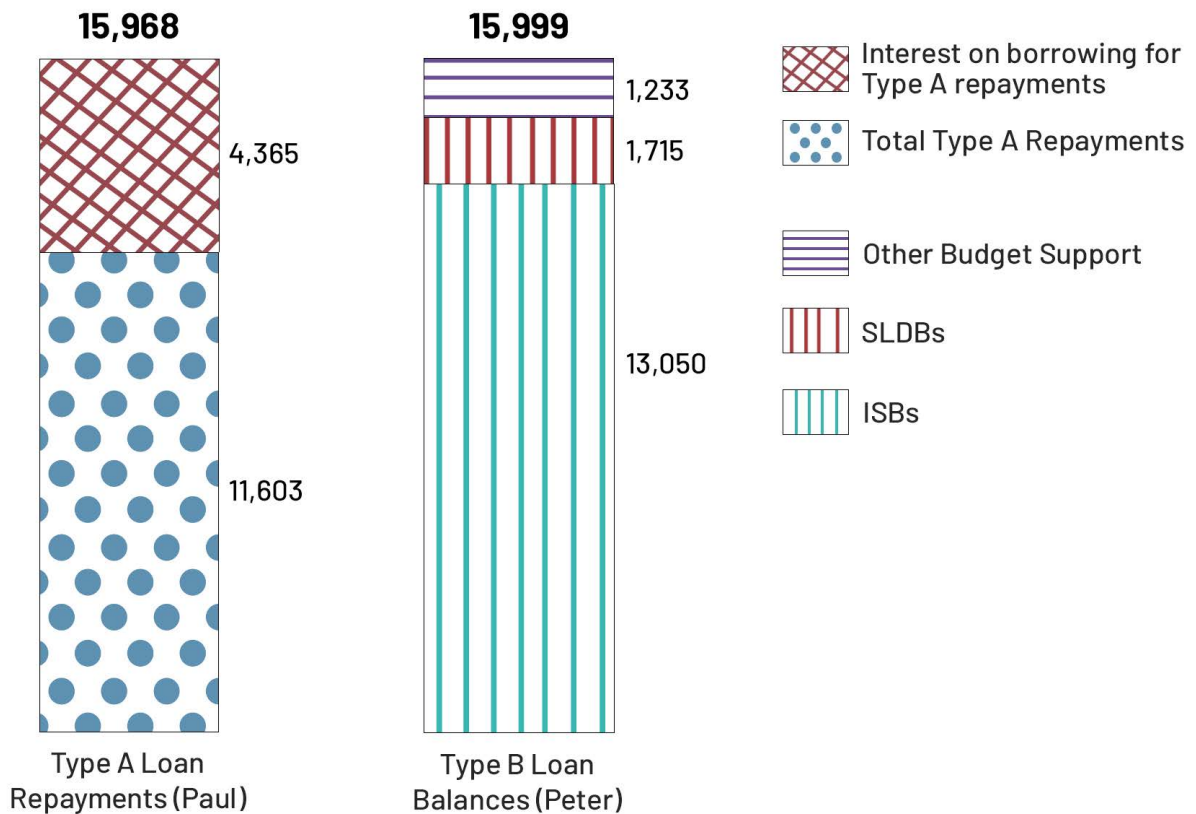 15,968
15,999
4,365
11,603
1,233
1,715
13,050
Type A Loan
Repayments (Paul)
Type B Loan
Balances (Peter)
Interest on borrowing for
Type A repayments
Total Type A Repayments
Other Budget Support
SLDBs
ISBs